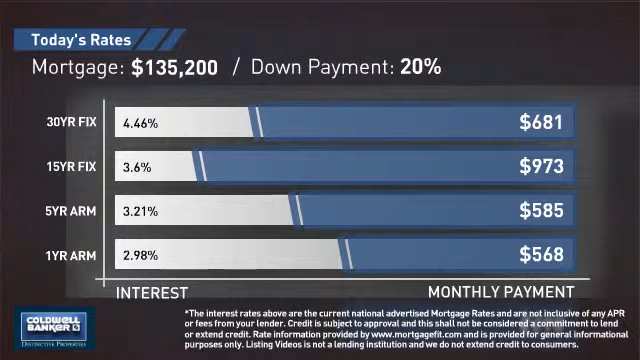 Today's Rates
Mortgage: $135,200 / Down Payment: 20%
30YR FIX 4.46% $681
15YR FIX 3.6% $973
5YR ARM 3.21% $585
1YR ARM 2.98% $568
INTEREST MONTHLY PAYMENT
COLDWELL
BANKER
DISTINCTIVE PROPERTIES
*The interest rates above are the current national advertised Mortgage Rates and are not inclusive of any APR
or fees from your lender. Credit is subject to approval and this shall not be considered a commitment to lend
or extend credit. Rate information provided by www.mortgagefit.com and is provided for general informational
purposes only. Listing Videos is not a lending institution and we do not extend credit to consumers.